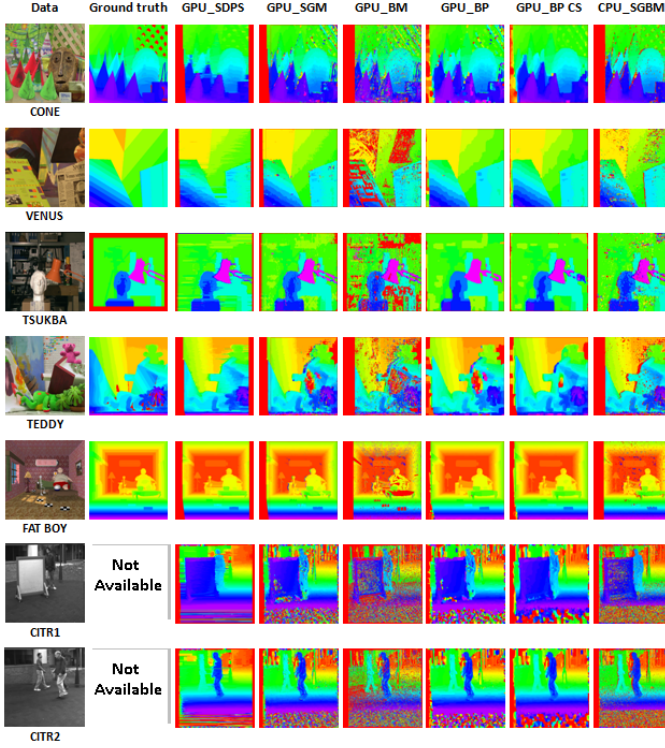 Data Ground truth GPU_SDPS GPU_SGM GPU_BM GPU_BP GPU_BP CS CPU_SGBM
CONE
VENUS
TSUKBA
TEDDY
FAT BOY
Not
Available
CITR1
Not
Available
CITR2